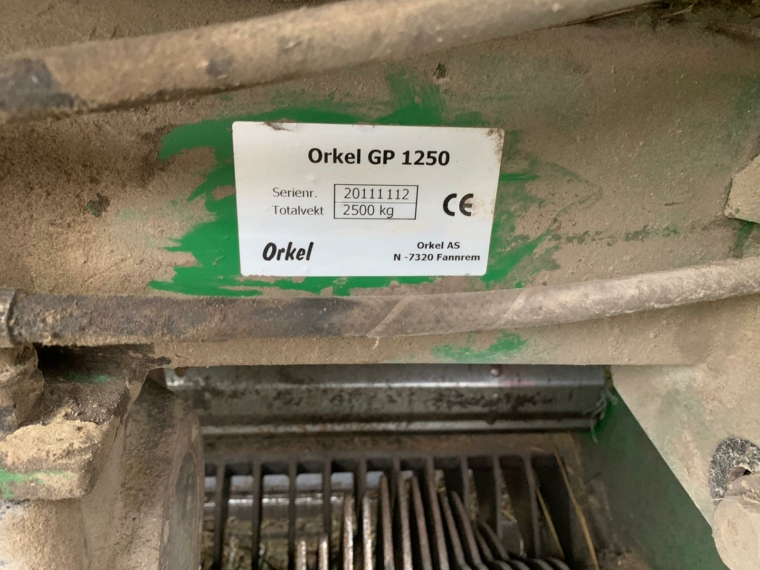 Orkel GP 1250
Serienr. 20111112
Totalvekt 2500 kg
CE
Orkel
Orkel AS
N -7320 Fannrem